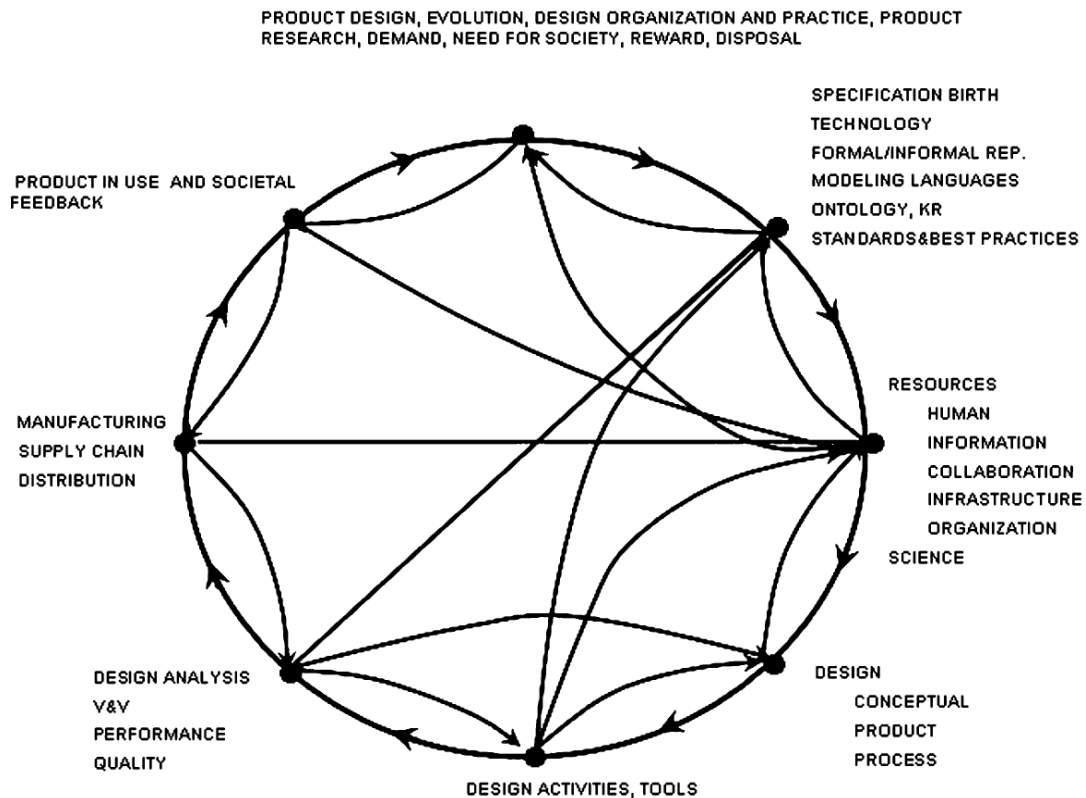 PRODUCT DESIGN, EVOLUTION, DESIGN ORGANIZATION AND PRACTICE, PRODUCT
RESEARCH, DEMAND, NEED FOR SOCIETY, REWARD, DISPOSAL
SPECIFICATION BIRTH
TECHNOLOGY
FORMAL/INFORMAL REP.
MODELING LANGUAGES
ONTOLOGY, KR
STANDARDS&BEST PRACTICES
PRODUCT IN USE AND SOCIETAL
FEEDBACK
RESOURCES
HUMAN
INFORMATION
COLLABORATION
INFRASTRUCTURE
ORGANIZATION
SCIENCE
MANUFACTURING
SUPPLY CHAIN
DISTRIBUTION
DESIGN ANALYSIS
V&V
PERFORMANCE
QUALITY
DESIGN
CONCEPTUAL
PRODUCT
PROCESS
DESIGN ACTIVITIES, TOOLS